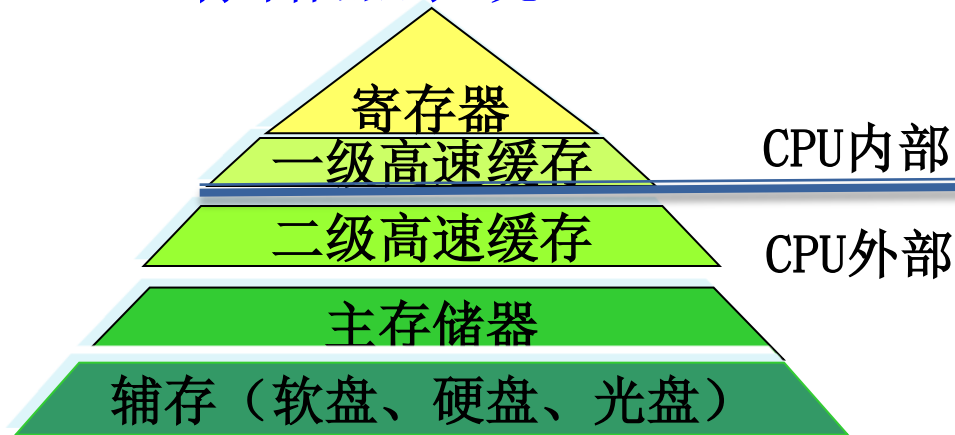 寄存器
一级高速缓存
CPU内部
二级高速缓存
CPU外部
主存储器
辅存（软盘、硬盘、光盘）